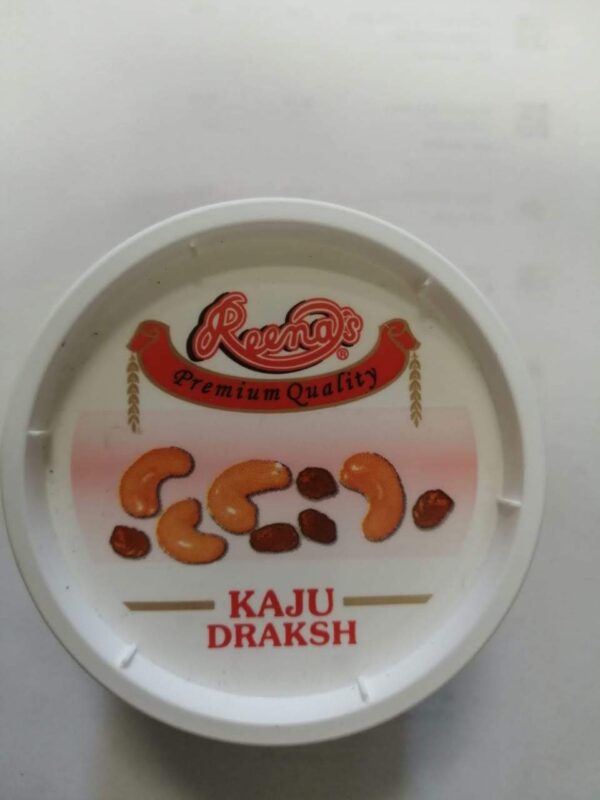 Reena's ®
Premium Quality
KAJU
DRAKSH